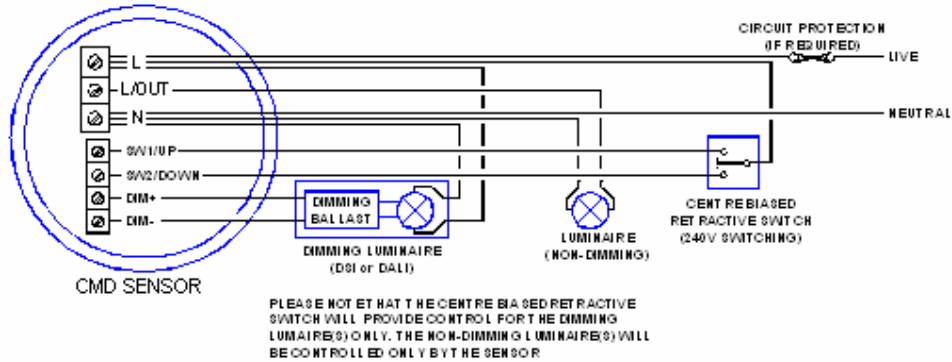 CIRCUIT PROTECTION
(IF REQUIRED)
L
LIVE
L/OUT
N
NEUTRAL
SW1/UP
SW2/DOWN
DIM+
DIM-
DIMMING
BALLAST
CENTRE BIASED
RETRACTIVE SWITCH
(240V SWITCHING)
LUMINAIRE
(NON-DIMMING)
DIMMING LUMINAIRE
(DSI or DALI)
CMD SENSOR
PLEASE NOTE THAT THE CENTRE BIASED RETRACTIVE
SWITCH WILL PROVIDE CONTROL FOR THE DIMMING
LUMAIRE(S) ONLY. THE NON-DIMMING LUMINAIRE(S) WILL
BE CONTROLLED ONLY BY THE SENSOR